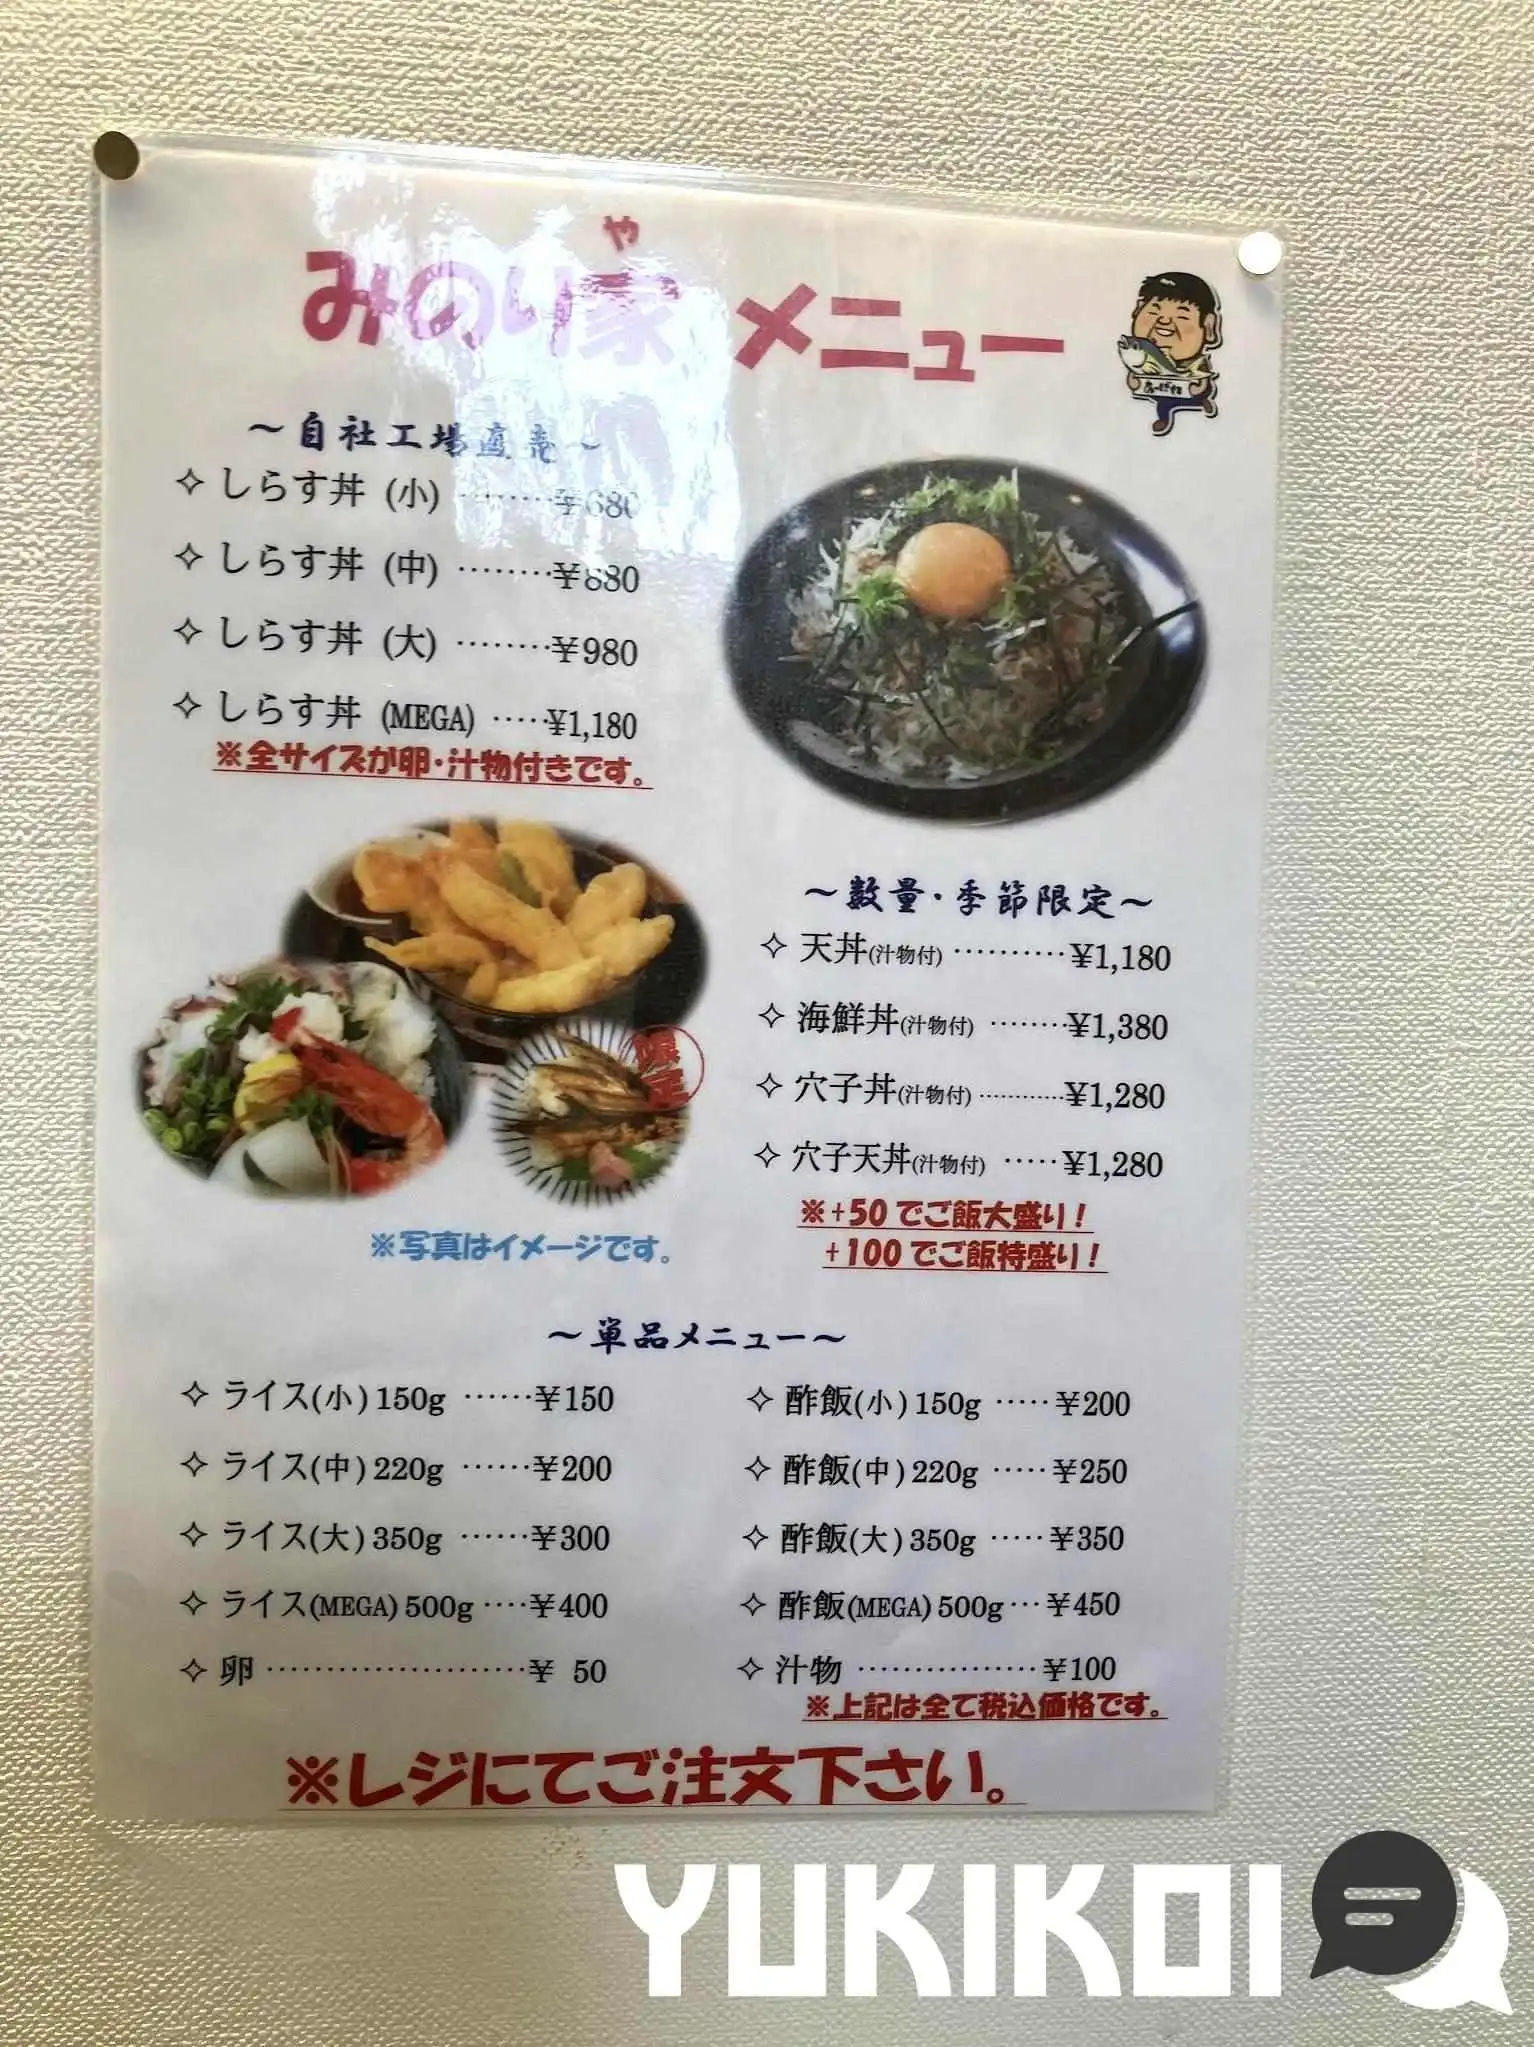 や
みのり家 メニュー
～自社工場直売～
✧ しらす丼 (小) ········¥680
✧ しらす丼 (中) ········¥880
✧ しらす丼 (大) ········¥980
✧ しらす丼 (MEGA) ·····¥1,180
※全サイズが卵・汁物付きです。
～数量・季節限定～
✧ 天丼(汁物付) ··········¥1,180
✧ 海鮮丼(汁物付) ········¥1,380
✧ 穴子丼(汁物付) ············¥1,280
✧ 穴子天丼(汁物付) ·····¥1,280
※+50でご飯大盛り！
+100でご飯特盛り！
限定
※写真はイメージです。
～単品メニュー～
✧ ライス(小)150g ······¥150
✧ ライス(中)220g ······¥200
✧ ライス(大)350g ······¥300
✧ ライス(MEGA)500g ····¥400
✧ 卵 ······················¥ 50
✧ 酢飯(小)150g ·····¥200
✧ 酢飯(中)220g ·····¥250
✧ 酢飯(大)350g ·····¥350
✧ 酢飯(MEGA)500g···¥450
✧ 汁物 ················¥100
※上記は全て税込価格です。
※レジにてご注文下さい。
YUKIKOI